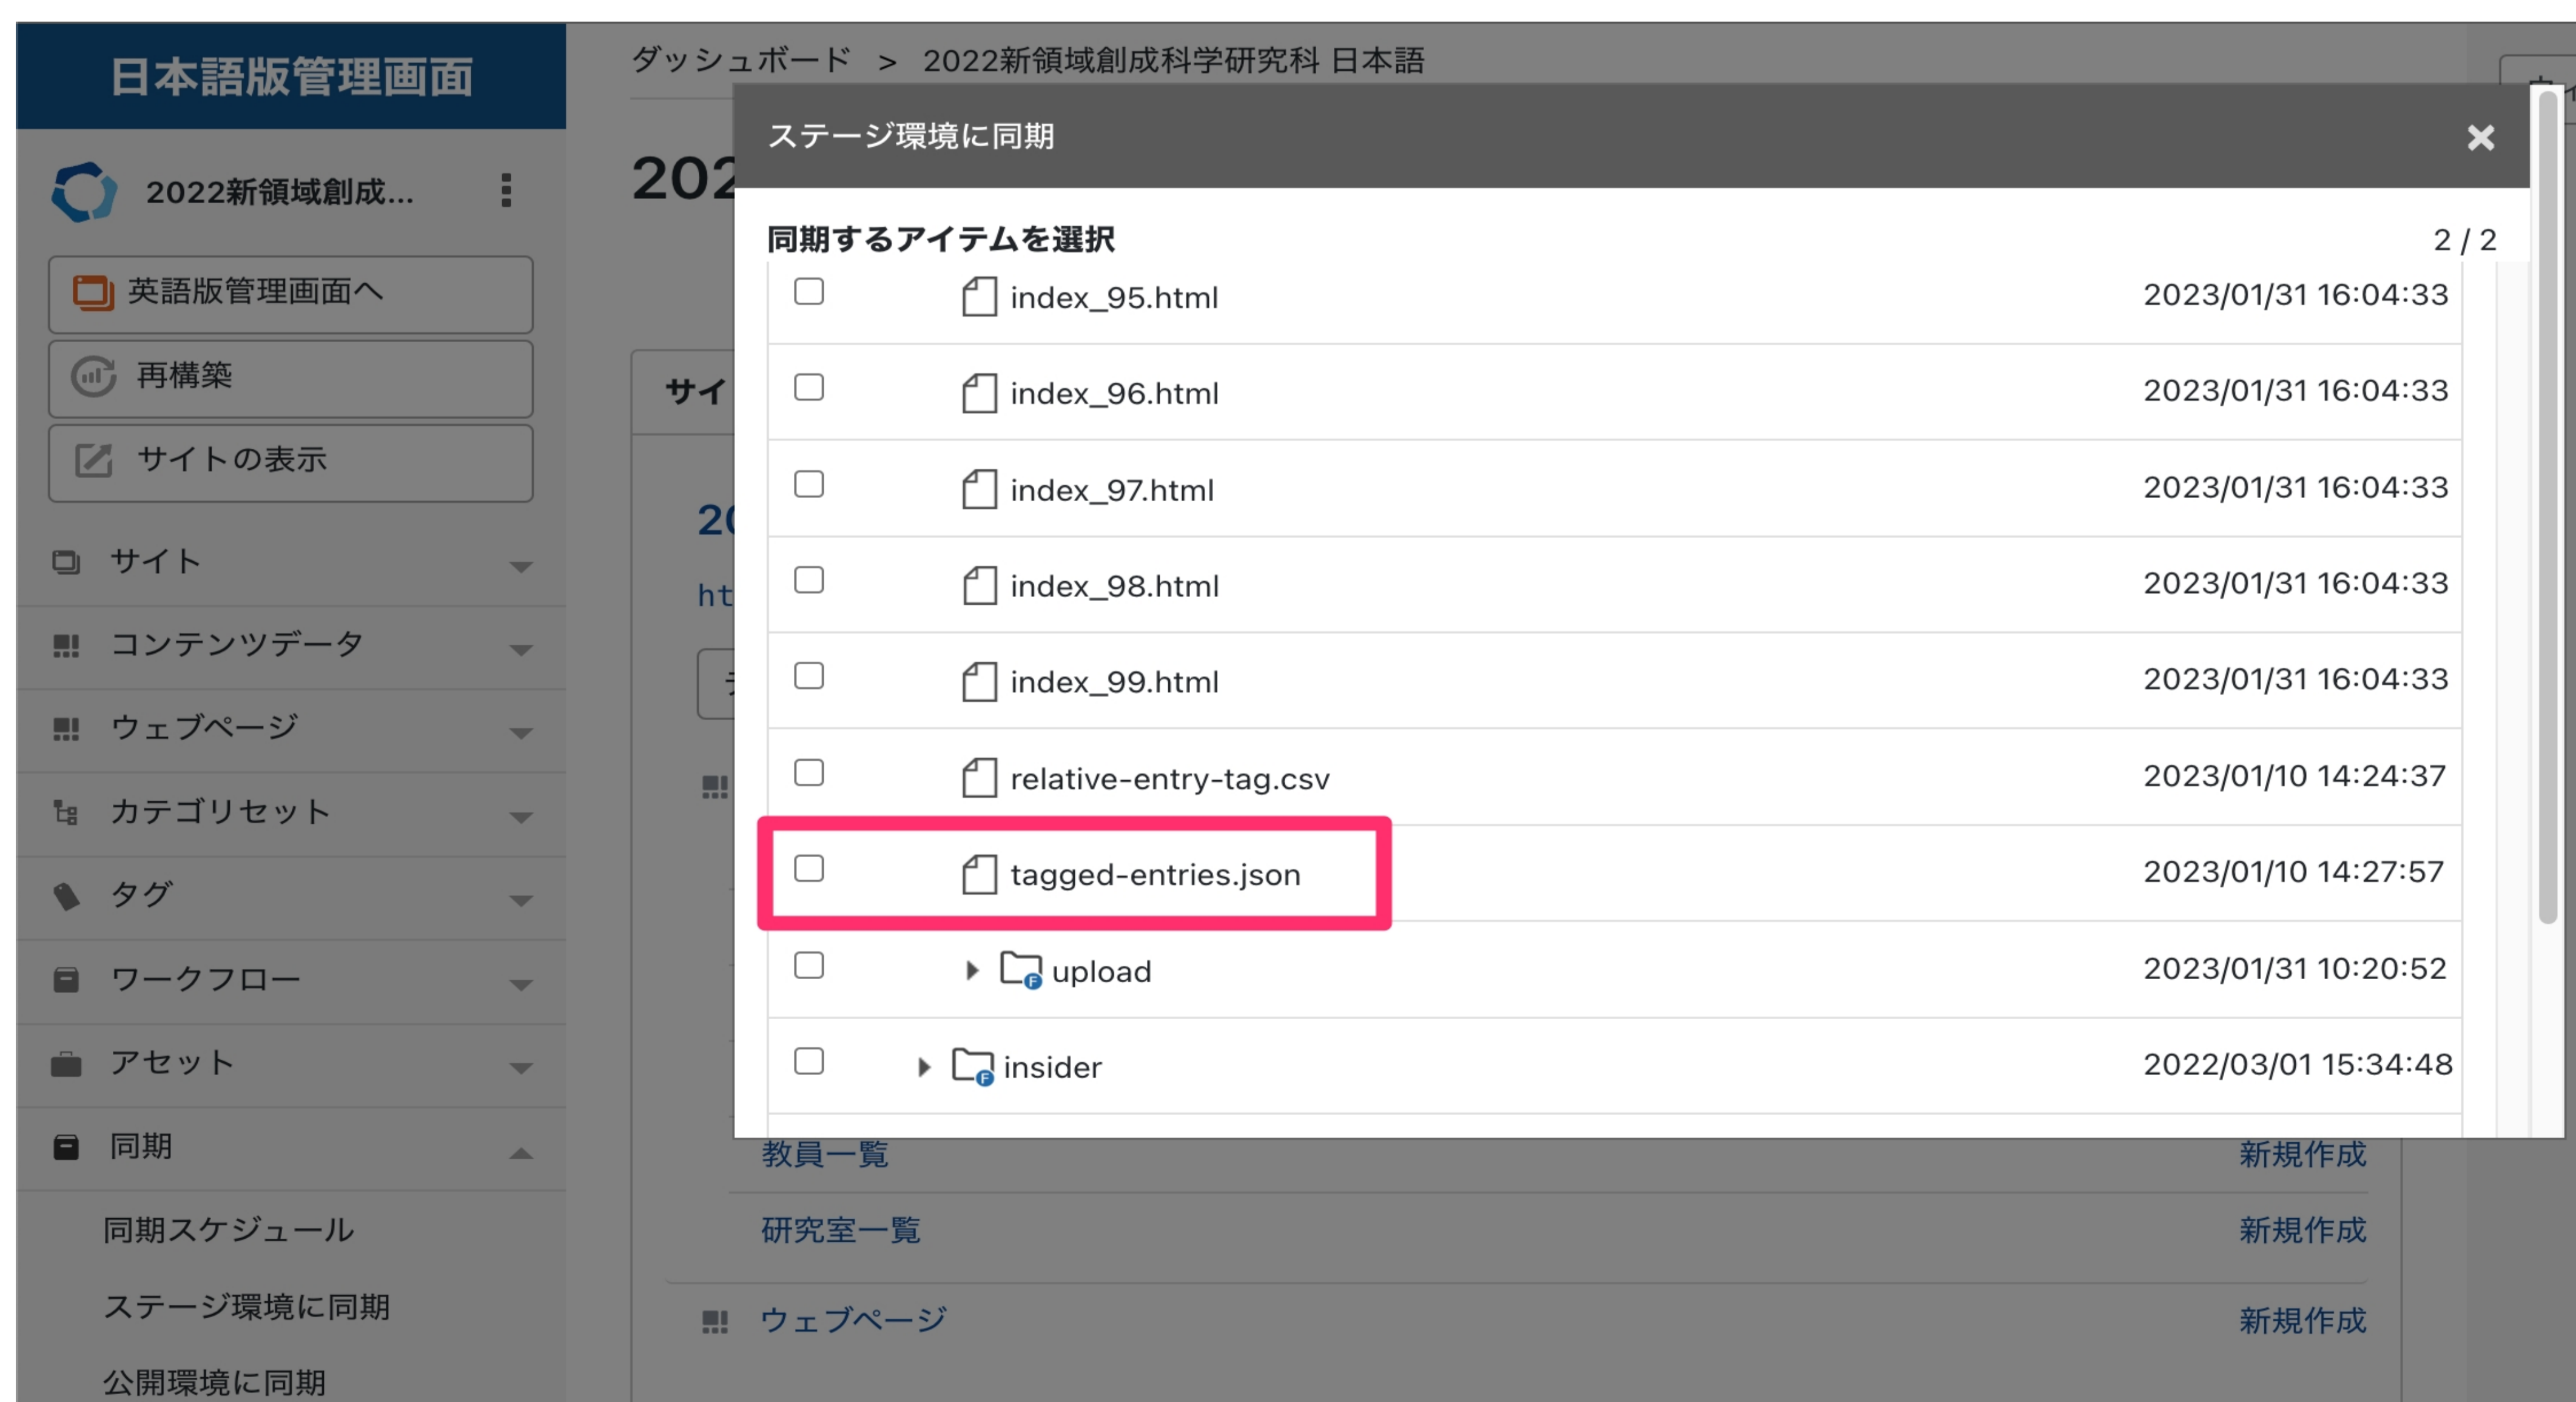 日本語版管理画面
2022新領域創成...
英語版管理画面へ
再構築
サイトの表示
サイト
コンテンツデータ
ウェブページ
カテゴリセット
タグ
ワークフロー
アセット
同期
同期スケジュール
ステージ環境に同期
公開環境に同期
ダッシュボード > 2022新領域創成科学研究科 日本語
202
サイ
20
ht
ステージ環境に同期
同期するアイテムを選択 2 / 2
index_95.html 2023/01/31 16:04:33
index_96.html 2023/01/31 16:04:33
index_97.html 2023/01/31 16:04:33
index_98.html 2023/01/31 16:04:33
index_99.html 2023/01/31 16:04:33
relative-entry-tag.csv 2023/01/10 14:24:37
tagged-entries.json 2023/01/10 14:27:57
upload 2023/01/31 10:20:52
insider 2022/03/01 15:34:48
教員一覧 新規作成
研究室一覧 新規作成
ウェブページ 新規作成